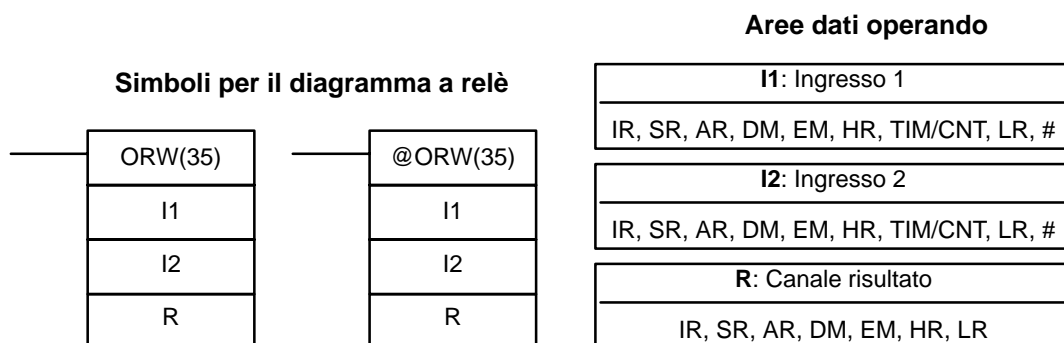 Aree dati operando
Simboli per il diagramma a relè
I1: Ingresso 1
IR, SR, AR, DM, EM, HR, TIM/CNT, LR, #
ORW(35)
@ORW(35)
I2: Ingresso 2
I1
I1
IR, SR, AR, DM, EM, HR, TIM/CNT, LR, #
I2
I2
R: Canale risultato
R
R
IR, SR, AR, DM, EM, HR, LR